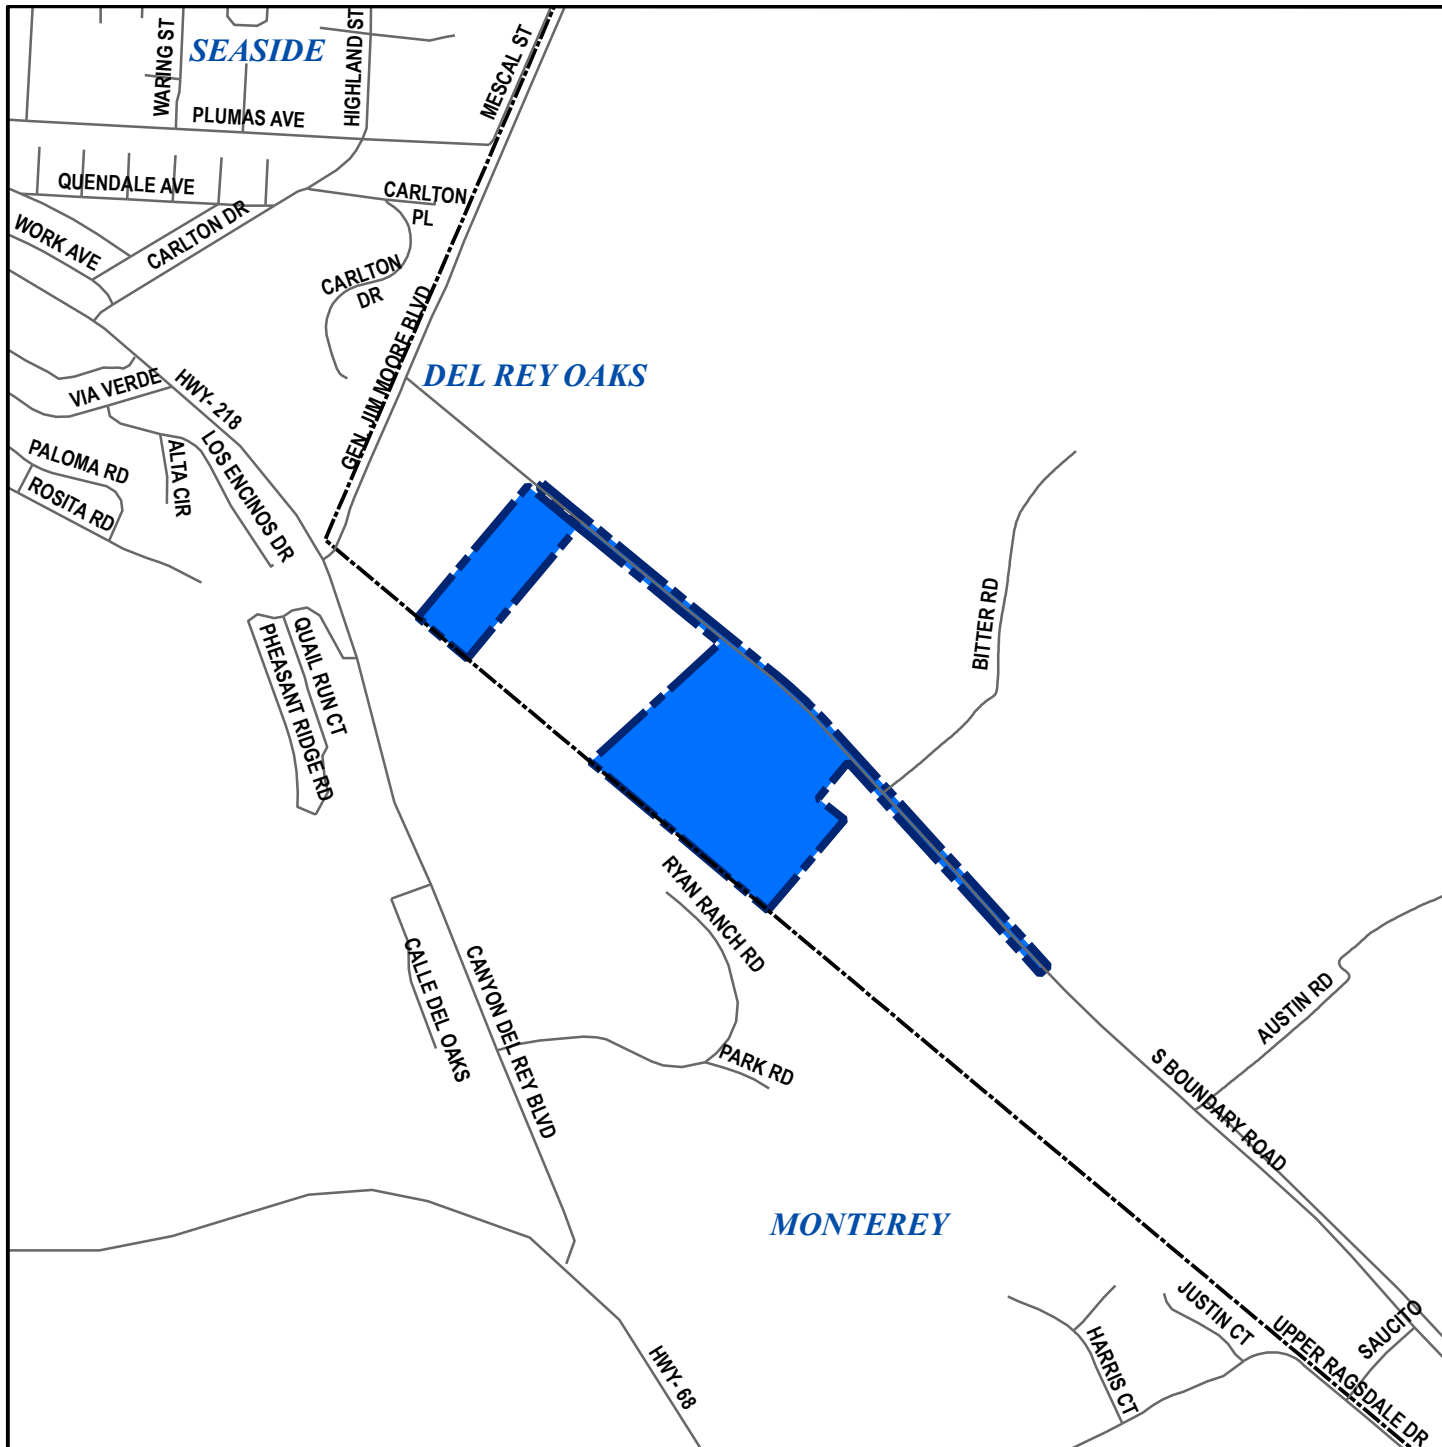 WARING ST
SEASIDE
HIGHLAND ST
MESCAL ST
PLUMAS AVE
QUENDALE AVE
CARLTON
PL
WORK AVE
CARLTON DR
CARLTON
DR
GEN. JIM MOORE BLVD
DEL REY OAKS
VIA VERDE
HWY- 218
PALOMA RD
ALTA CIR
LOS ENCINOS DR
ROSITA RD
BITTER RD
QUAIL RUN CT
PHEASANT RIDGE RD
RYAN RANCH RD
CALLE DEL OAKS
CANYON DEL REY BLVD
AUSTIN RD
PARK RD
S BOUNDARY ROAD
MONTEREY
JUSTIN CT
UPPER RAGSDALE DR
SAUCITO
HARRIS CT
HWY- 68